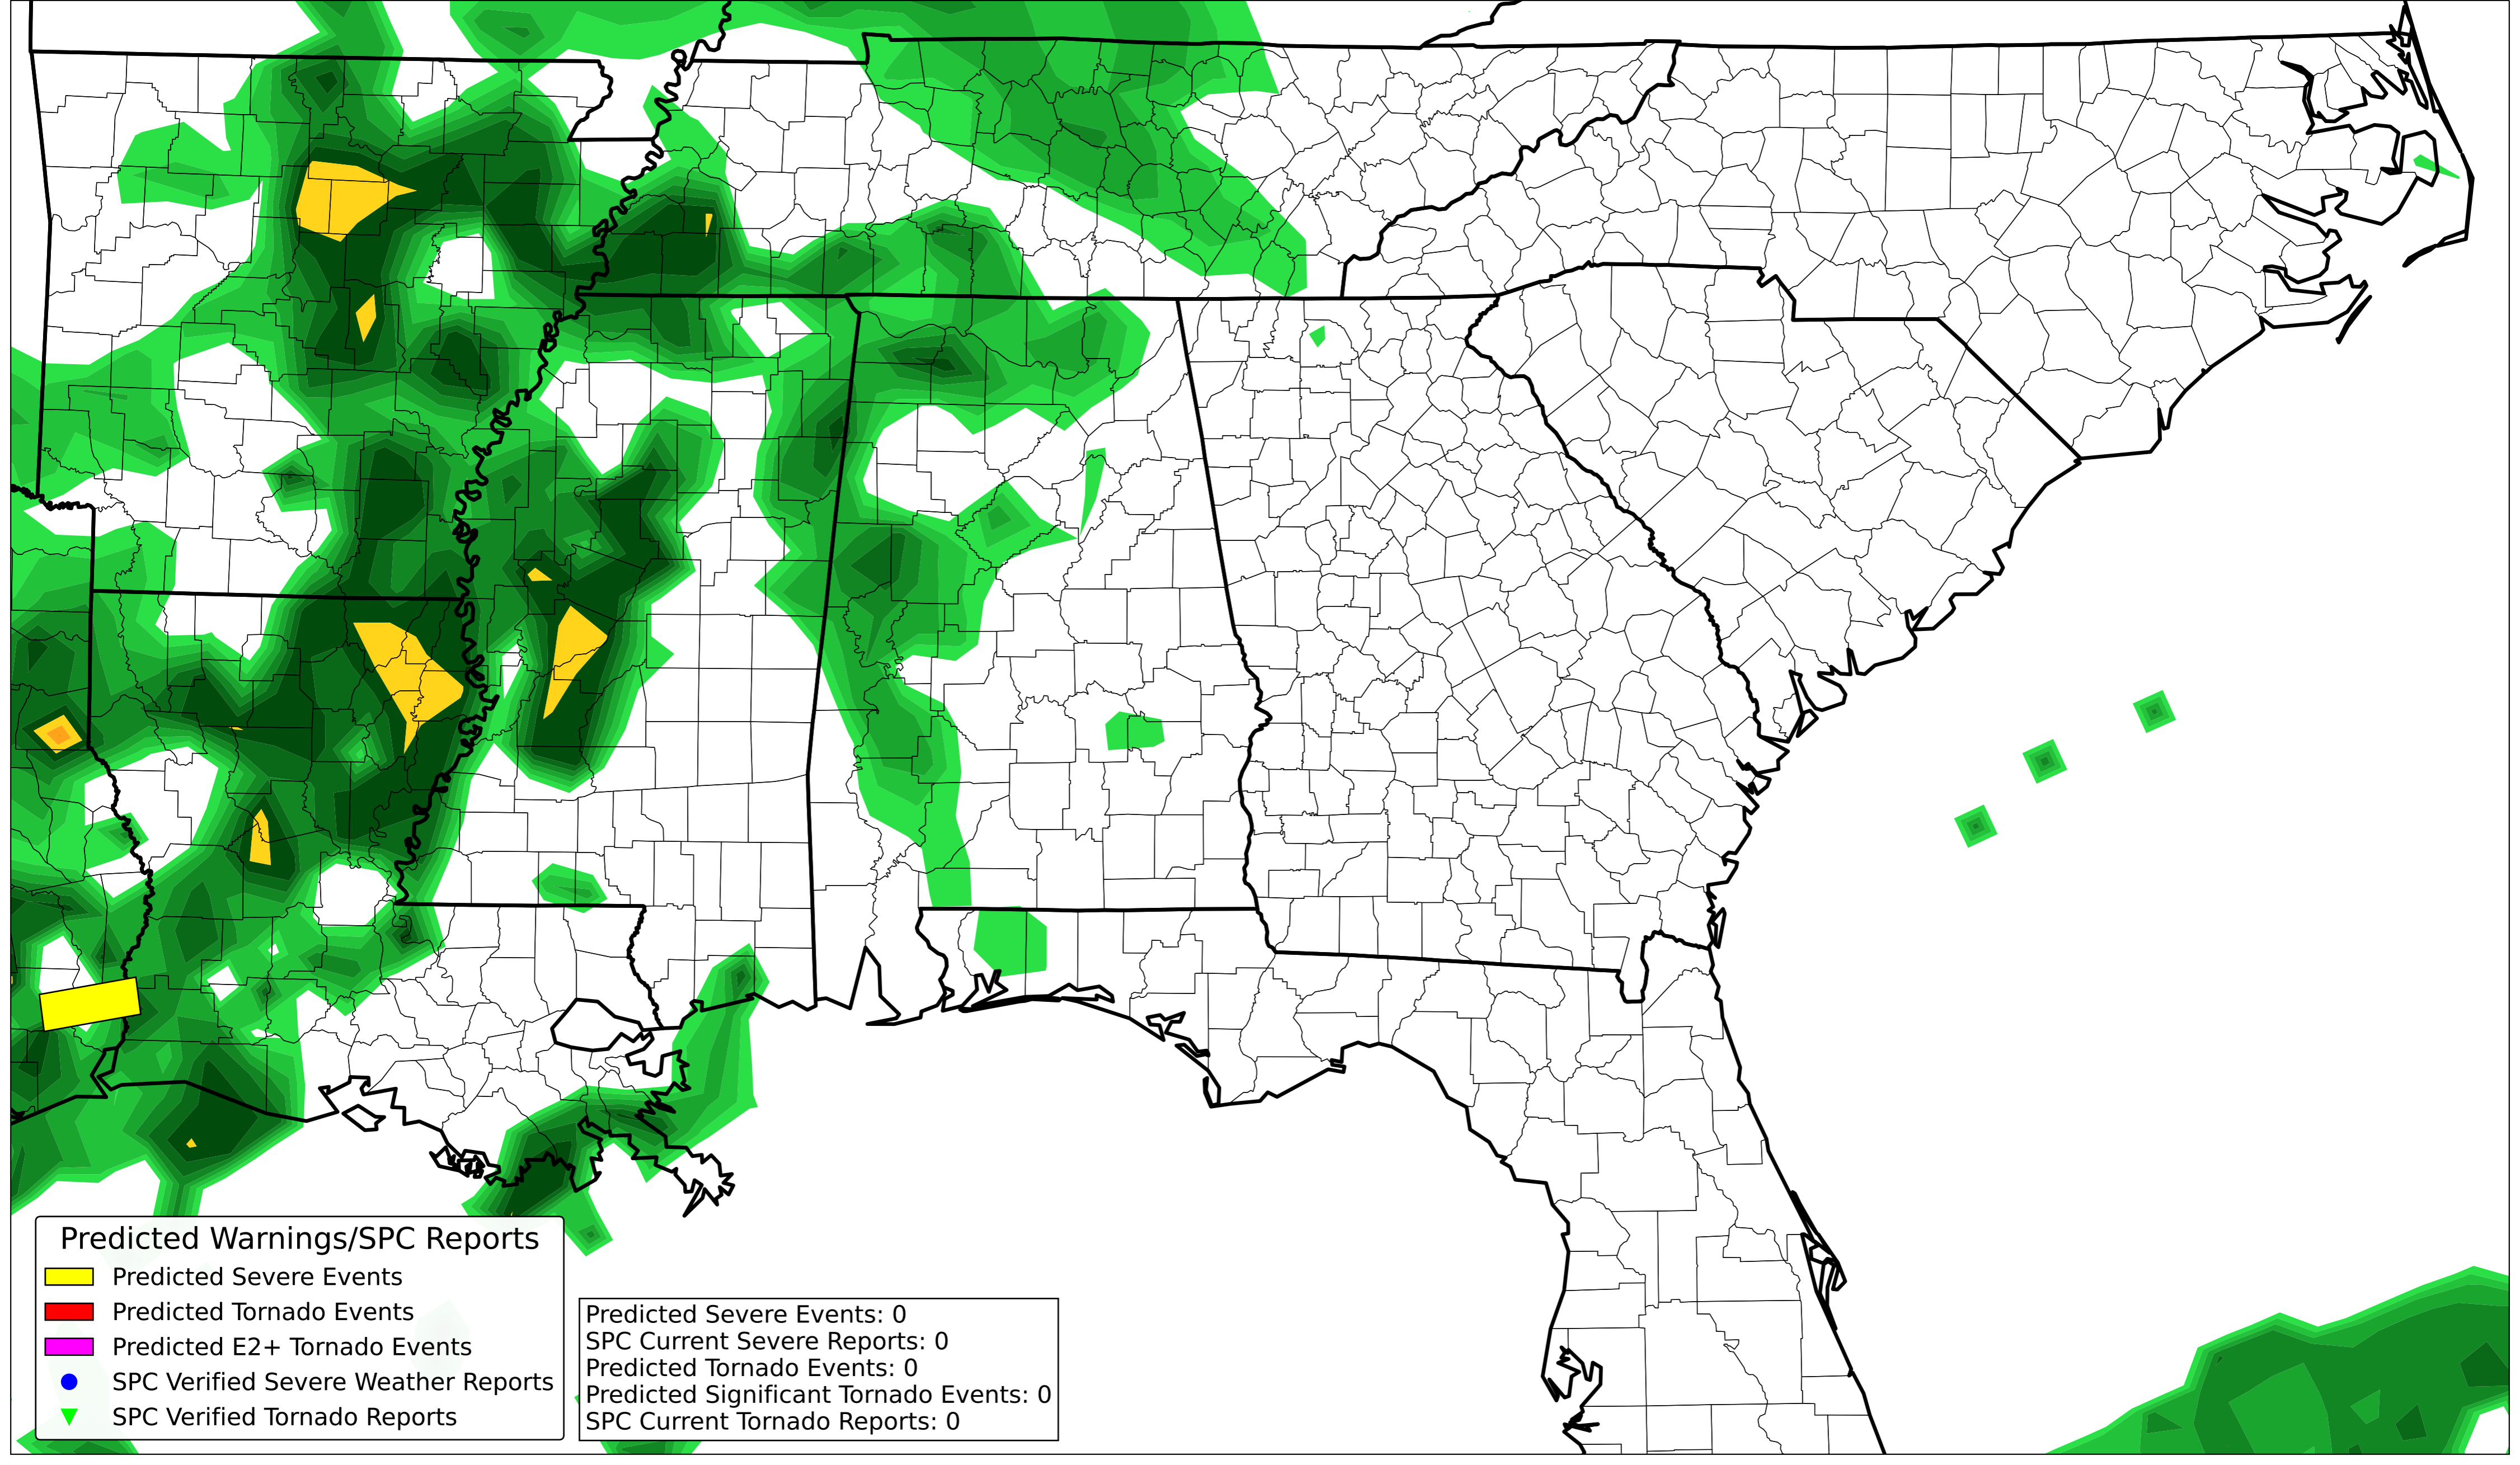 Predicted Warnings/SPC Reports
Predicted Severe Events
Predicted Tornado Events
Predicted E2+ Tornado Events
SPC Verified Severe Weather Reports
SPC Verified Tornado Reports
Predicted Severe Events: 0
SPC Current Severe Reports: 0
Predicted Tornado Events: 0
Predicted Significant Tornado Events: 0
SPC Current Tornado Reports: 0